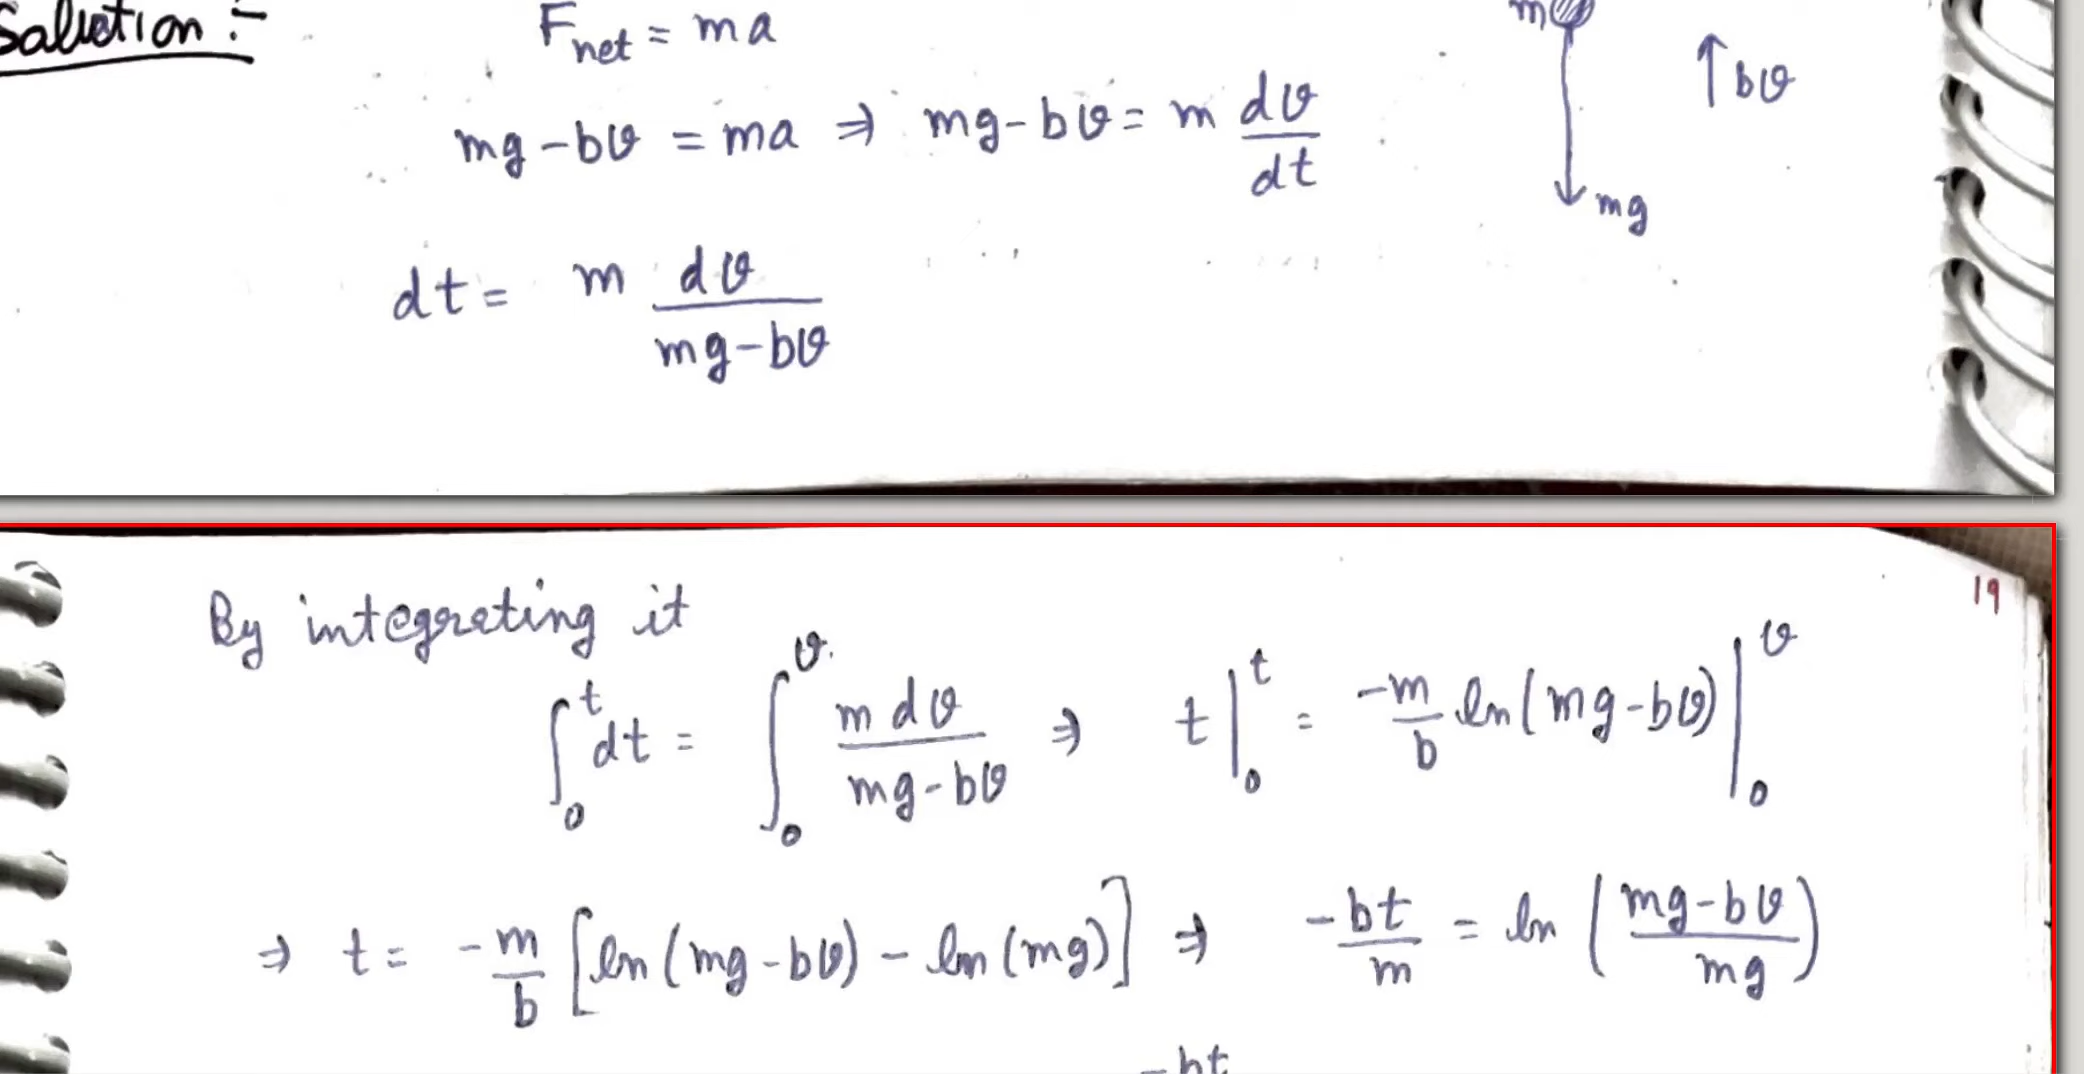 Solution :-
F_net = ma
m
↑ bv
mg - bv = ma ⇒ mg - bv = m dv/dt
mg
dt = m dv/(mg - bv)
19
By integrating it
∫₀ᵗ dt = ∫₀ᵛ m dv/(mg - bv) ⇒ t|₀ᵗ = -m/b ln(mg - bv)|₀ᵛ
⇒ t = -m/b [ln(mg - bv) - ln(mg)] ⇒ -bt/m = ln((mg - bv)/mg)
-bt